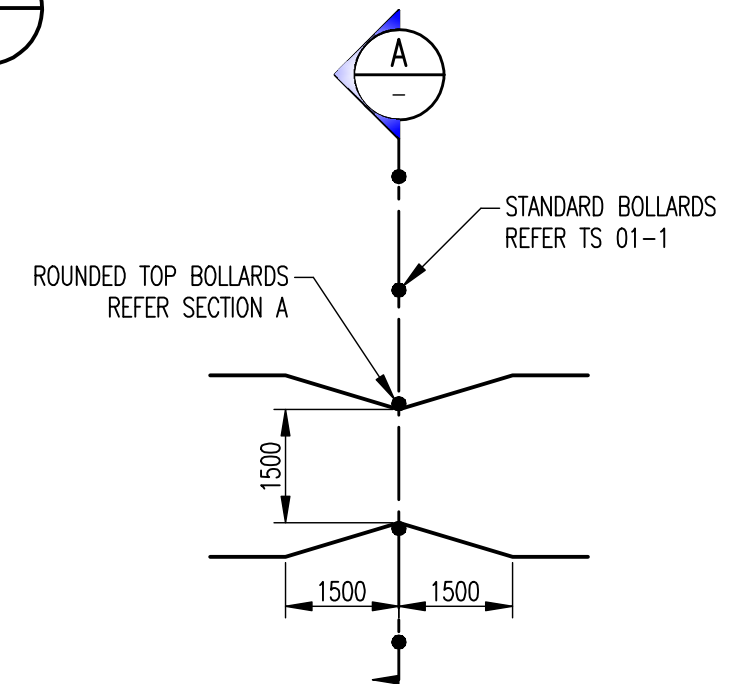 A
–
STANDARD BOLLARDS
REFER TS 01-1
ROUNDED TOP BOLLARDS
REFER SECTION A
1500
1500
1500